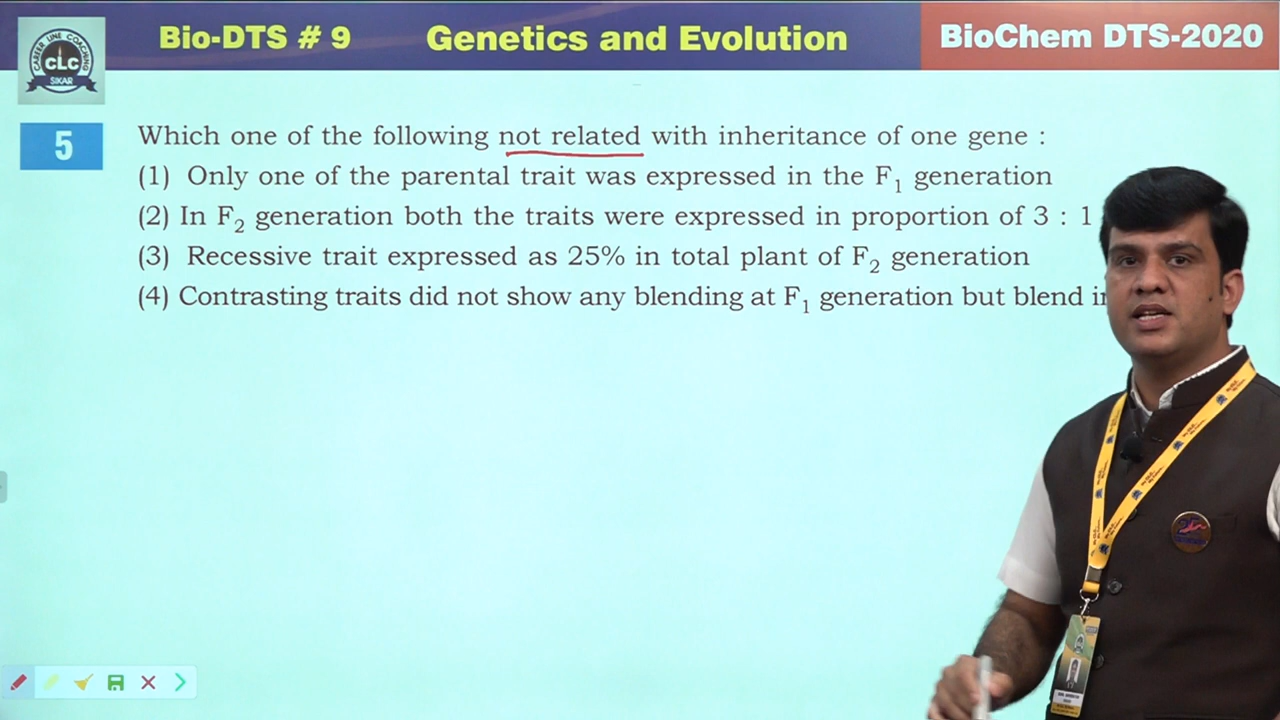 Bio-DTS # 9
Genetics and Evolution
BioChem DTS-2020
CAREER LINE COACHING
CLC
SIKAR
5
Which one of the following not related with inheritance of one gene :
(1) Only one of the parental trait was expressed in the F₁ generation
(2) In F₂ generation both the traits were expressed in proportion of 3 : 1
(3) Recessive trait expressed as 25% in total plant of F₂ generation
(4) Contrasting traits did not show any blending at F₁ generation but blend